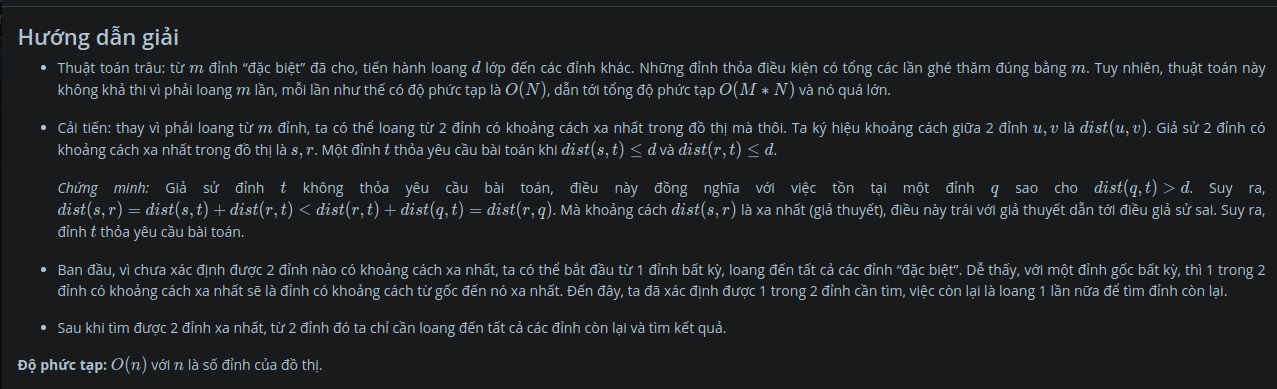 Hướng dẫn giải
Thuật toán trâu: từ m đỉnh “đặc biệt” đã cho, tiến hành loang d lớp đến các đỉnh khác. Những đỉnh thỏa điều kiện có tổng các lần ghé thăm đúng bằng m. Tuy nhiên, thuật toán này
không khả thi vì phải loang m lần, mỗi lần như thế có độ phức tạp là O(N), dẫn tới tổng độ phức tạp O(M ∗ N) và nó quá lớn.
Cải tiến: thay vì phải loang từ m đỉnh, ta có thể loang từ 2 đỉnh có khoảng cách xa nhất trong đồ thị mà thôi. Ta ký hiệu khoảng cách giữa 2 đỉnh u, v là dist(u, v). Giả sử 2 đỉnh có
khoảng cách xa nhất trong đồ thị là s, r. Một đỉnh t thỏa yêu cầu bài toán khi dist(s, t) ≤ d và dist(r, t) ≤ d.
Chứng minh: Giả sử đỉnh t không thỏa yêu cầu bài toán, điều này đồng nghĩa với việc tồn tại một đỉnh q sao cho dist(q, t) > d. Suy ra,
dist(s, r) = dist(s, t) + dist(r, t) < dist(r, t) + dist(q, t) = dist(r, q). Mà khoảng cách dist(s, r) là xa nhất (giả thuyết), điều này trái với giả thuyết dẫn tới điều giả sử sai. Suy ra,
đỉnh t thỏa yêu cầu bài toán.
Ban đầu, vì chưa xác định được 2 đỉnh nào có khoảng cách xa nhất, ta có thể bắt đầu từ 1 đỉnh bất kỳ, loang đến tất cả các đỉnh “đặc biệt”. Dễ thấy, với một đỉnh gốc bất kỳ, thì 1 trong 2
đỉnh có khoảng cách xa nhất sẽ là đỉnh có khoảng cách từ gốc đến nó xa nhất. Đến đây, ta đã xác định được 1 trong 2 đỉnh cần tìm, việc còn lại là loang 1 lần nữa để tìm đỉnh còn lại.
Sau khi tìm được 2 đỉnh xa nhất, từ 2 đỉnh đó ta chỉ cần loang đến tất cả các đỉnh còn lại và tìm kết quả.
Độ phức tạp: O(n) với n là số đỉnh của đồ thị.